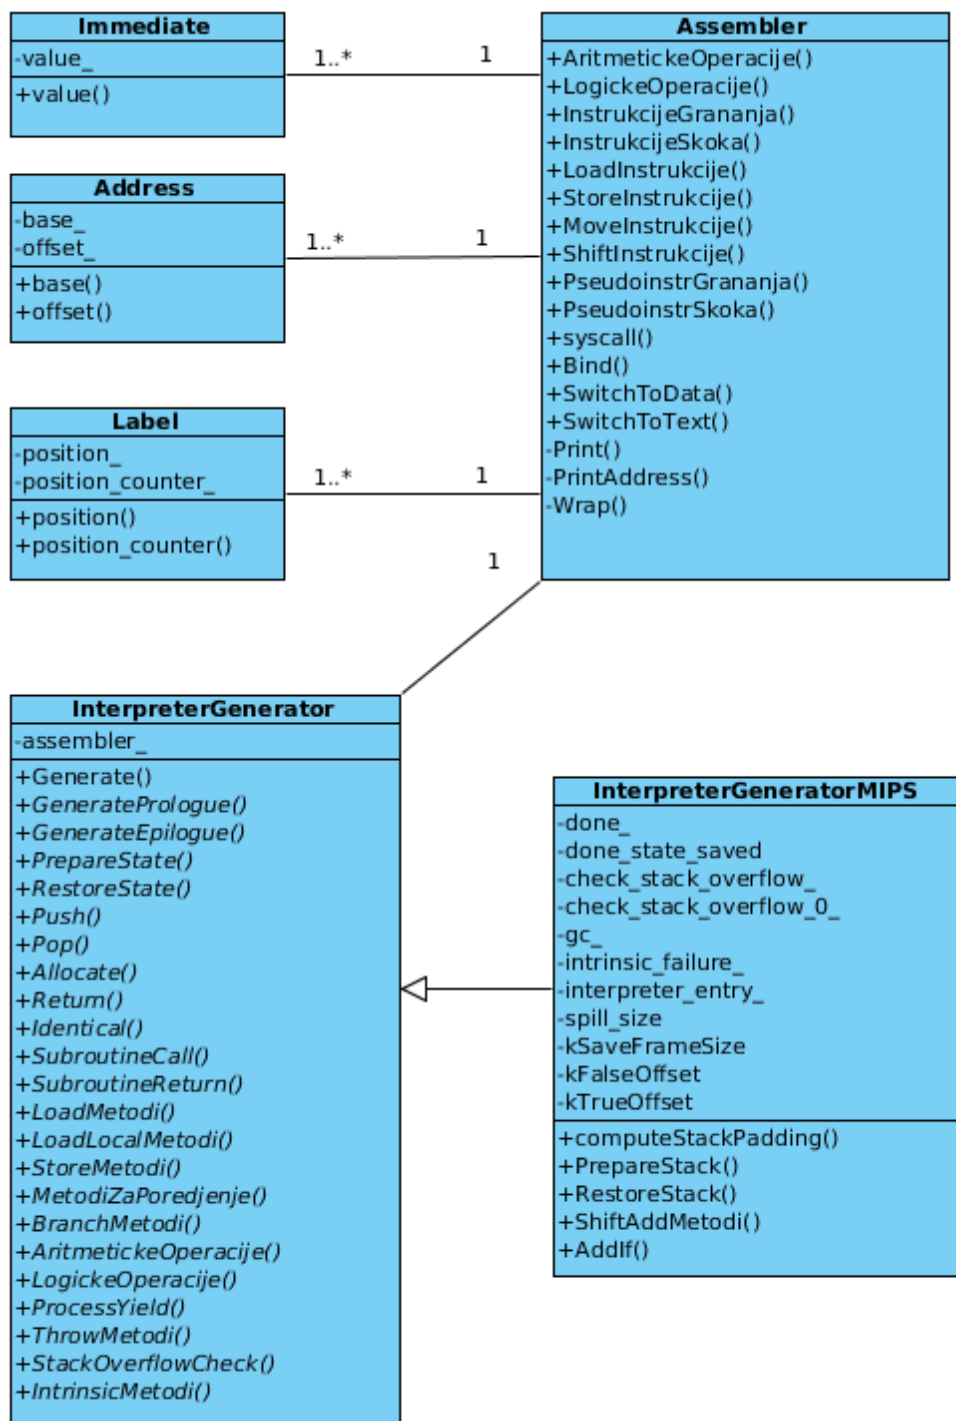 Immediate
-value_
+value()
1..*
1
Address
-base_
-offset_
+base()
+offset()
1..*
1
Label
-position_
-position_counter_
+position()
+position_counter()
1..*
1
Assembler
+AritmetickeOperacije()
+LogickeOperacije()
+InstrukcijeGrananja()
+InstrukcijeSkoka()
+LoadInstrukcije()
+StoreInstrukcije()
+MoveInstrukcije()
+ShiftInstrukcije()
+PseudoinstrGrananja()
+PseudoinstrSkoka()
+syscall()
+Bind()
+SwitchToData()
+SwitchToText()
-Print()
-PrintAddress()
-Wrap()
1
InterpreterGenerator
-assembler_
+Generate()
+GeneratePrologue()
+GenerateEpilogue()
+PrepareState()
+RestoreState()
+Push()
+Pop()
+Allocate()
+Return()
+Identical()
+SubroutineCall()
+SubroutineReturn()
+LoadMetodi()
+LoadLocalMetodi()
+StoreMetodi()
+MetodiZaPoredjenje()
+BranchMetodi()
+AritmetickeOperacije()
+LogickeOperacije()
+ProcessYield()
+ThrowMetodi()
+StackOverflowCheck()
+IntrinsicMetodi()
InterpreterGeneratorMIPS
-done_
-done_state_saved
-check_stack_overflow_
-check_stack_overflow_0_
-gc_
-intrinsic_failure_
-interpreter_entry_
-spill_size
-kSaveFrameSize
-kFalseOffset
-kTrueOffset
+computeStackPadding()
+PrepareStack()
+RestoreStack()
+ShiftAddMetodi()
+AddIf()